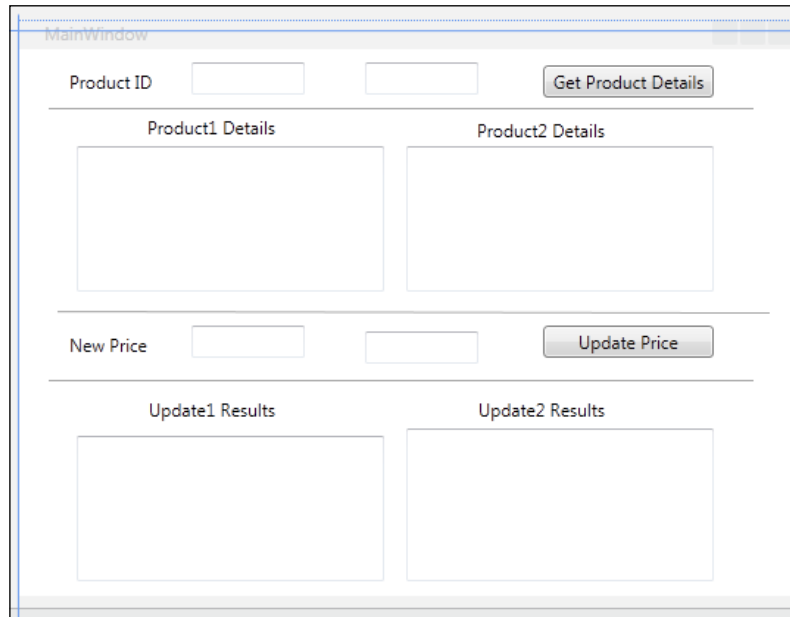 MainWindow
Product ID
Get Product Details
Product1 Details
Product2 Details
New Price
Update Price
Update1 Results
Update2 Results